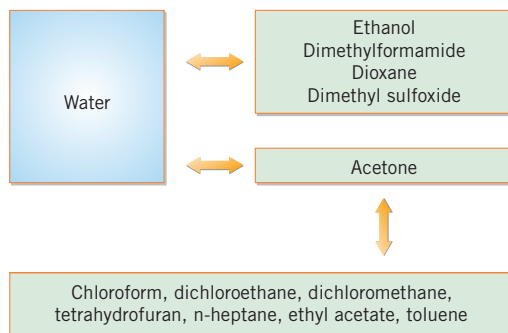 Water
Ethanol
Dimethylformamide
Dioxane
Dimethyl sulfoxide
Acetone
Chloroform, dichloroethane, dichloromethane,
tetrahydrofuran, n-heptane, ethyl acetate, toluene